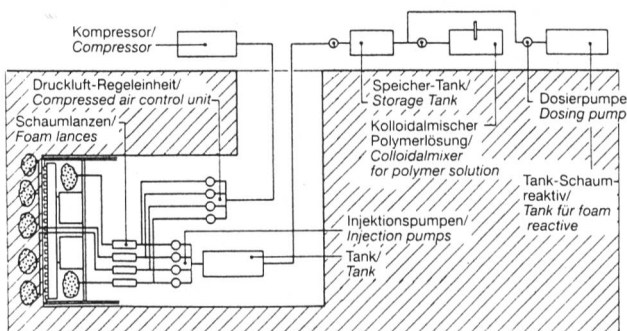 Kompressor/
Compressor
Druckluft-Regeleinheit/
Compressed air control unit
Schaumlanzen/
Foam lances
Speicher-Tank/
Storage Tank
Kolloidalmischer
Polymerlösung/
Colloidalmixer
for polymer solution
Dosierpumpe
Dosing pump
Tank-Schaum-
reaktiv/
Tank für foam
reactive
Injektionspumpen/
Injection pumps
Tank/
Tank